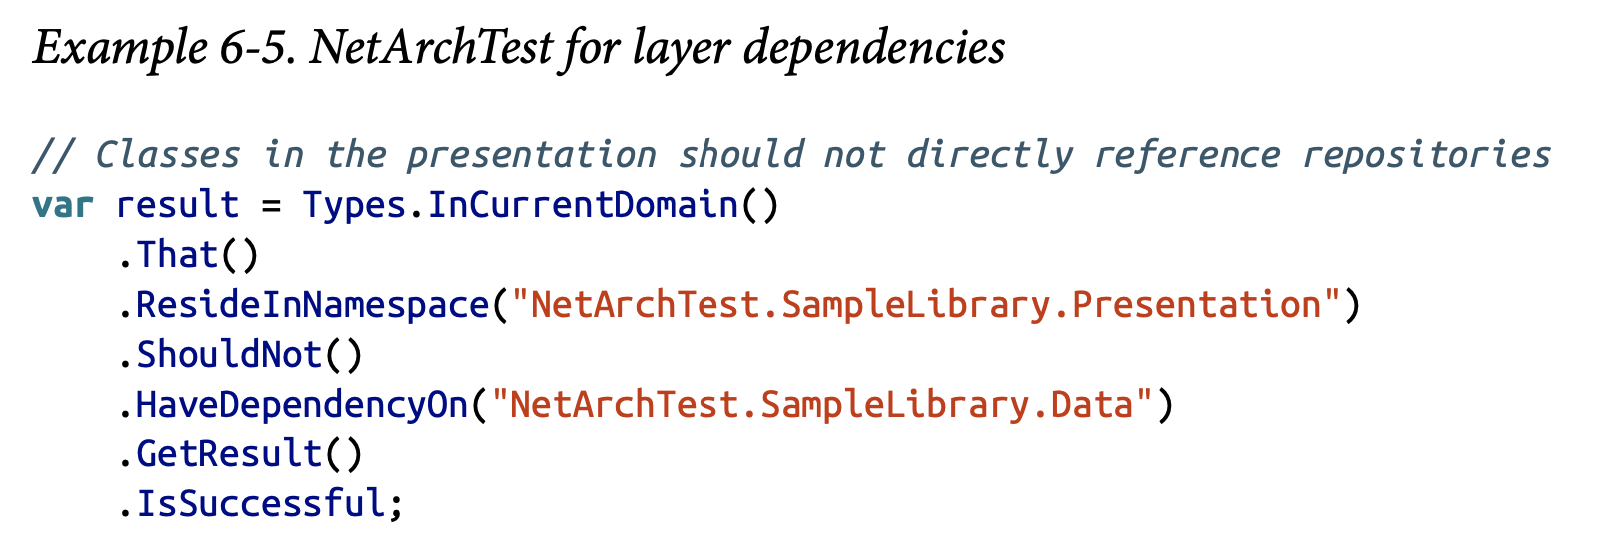 Example 6-5. NetArchTest for layer dependencies
// Classes in the presentation should not directly reference repositories
var result = Types.InCurrentDomain()
    .That()
    .ResideInNamespace("NetArchTest.SampleLibrary.Presentation")
    .ShouldNot()
    .HaveDependencyOn("NetArchTest.SampleLibrary.Data")
    .GetResult()
    .IsSuccessful;